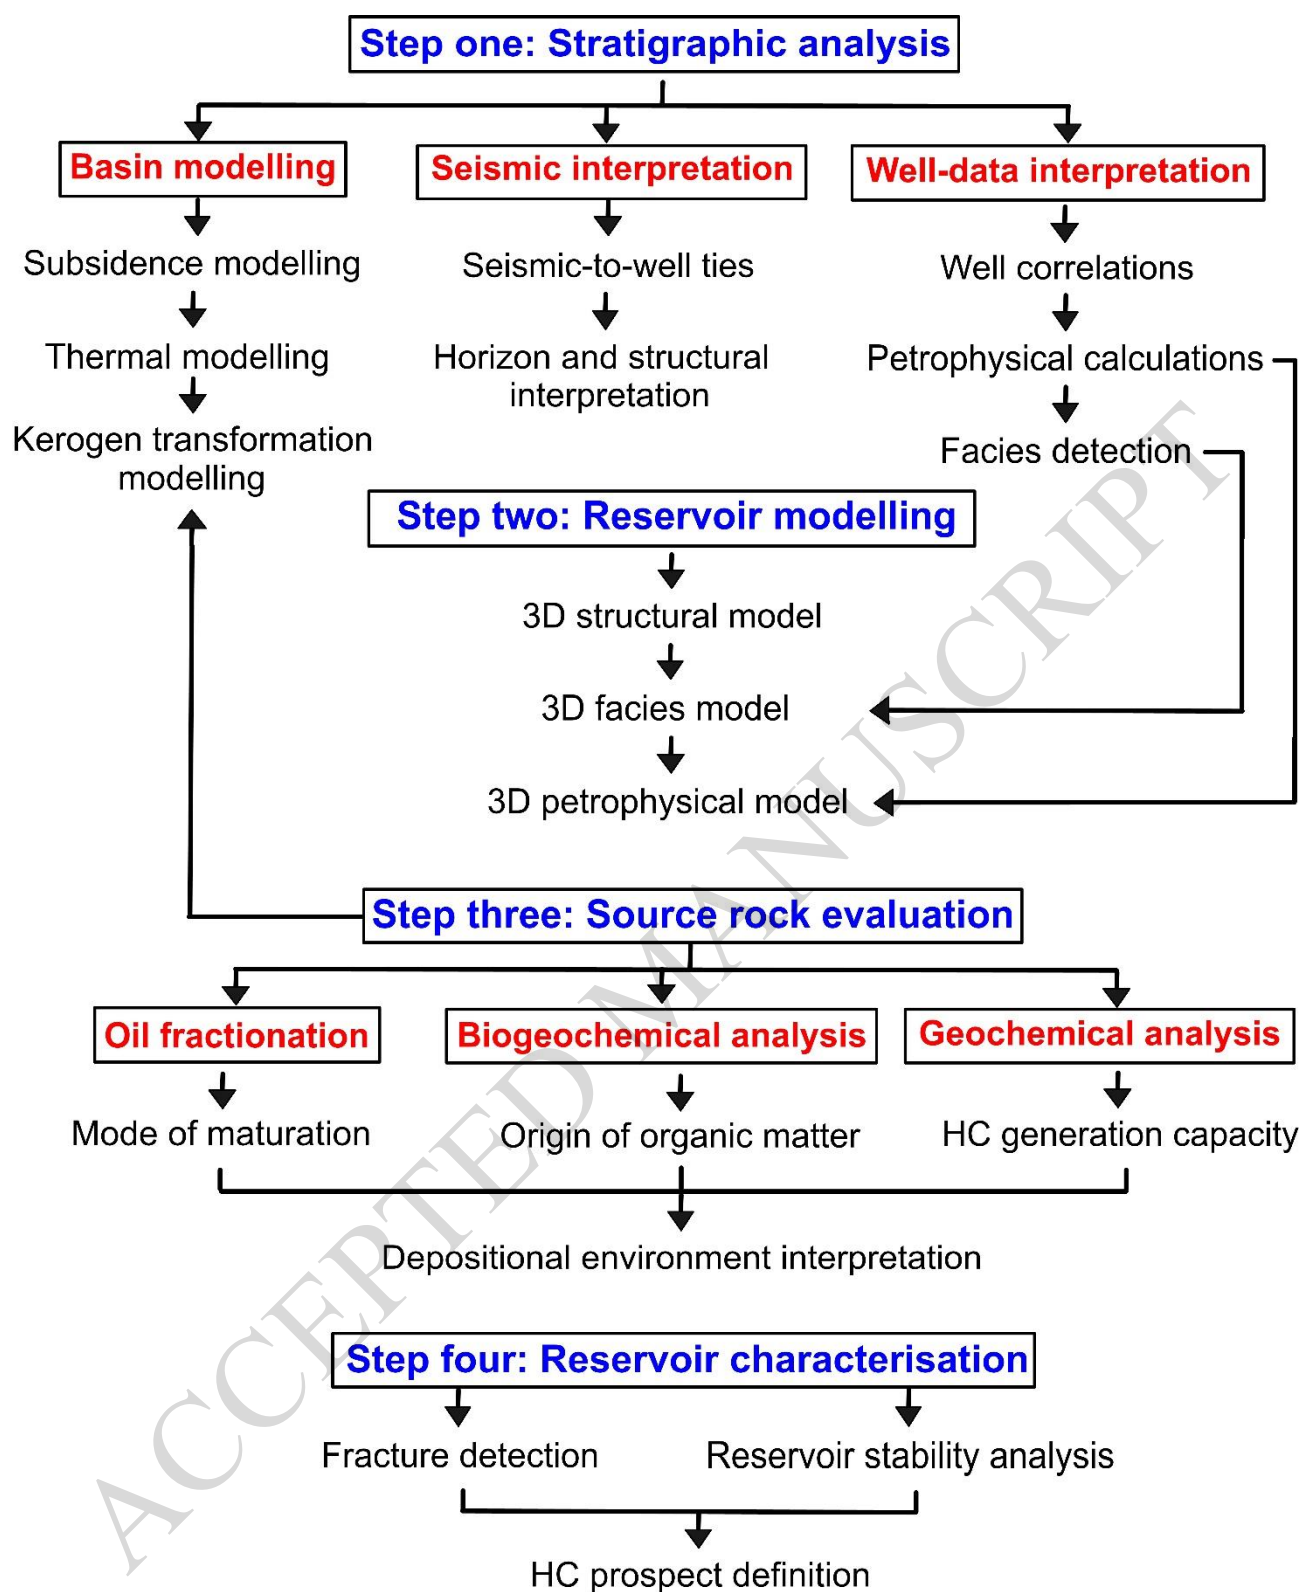 Step one: Stratigraphic analysis
Basin modelling
Seismic interpretation
Well-data interpretation
Subsidence modelling
Seismic-to-well ties
Well correlations
Thermal modelling
Horizon and structural
interpretation
Petrophysical calculations
Kerogen transformation
modelling
Facies detection
Step two: Reservoir modelling
3D structural model
3D facies model
3D petrophysical model
Step three: Source rock evaluation
Oil fractionation
Biogeochemical analysis
Geochemical analysis
Mode of maturation
Origin of organic matter
HC generation capacity
Depositional environment interpretation
Step four: Reservoir characterisation
Fracture detection
Reservoir stability analysis
HC prospect definition
ACCEPTED MANUSCRIPT